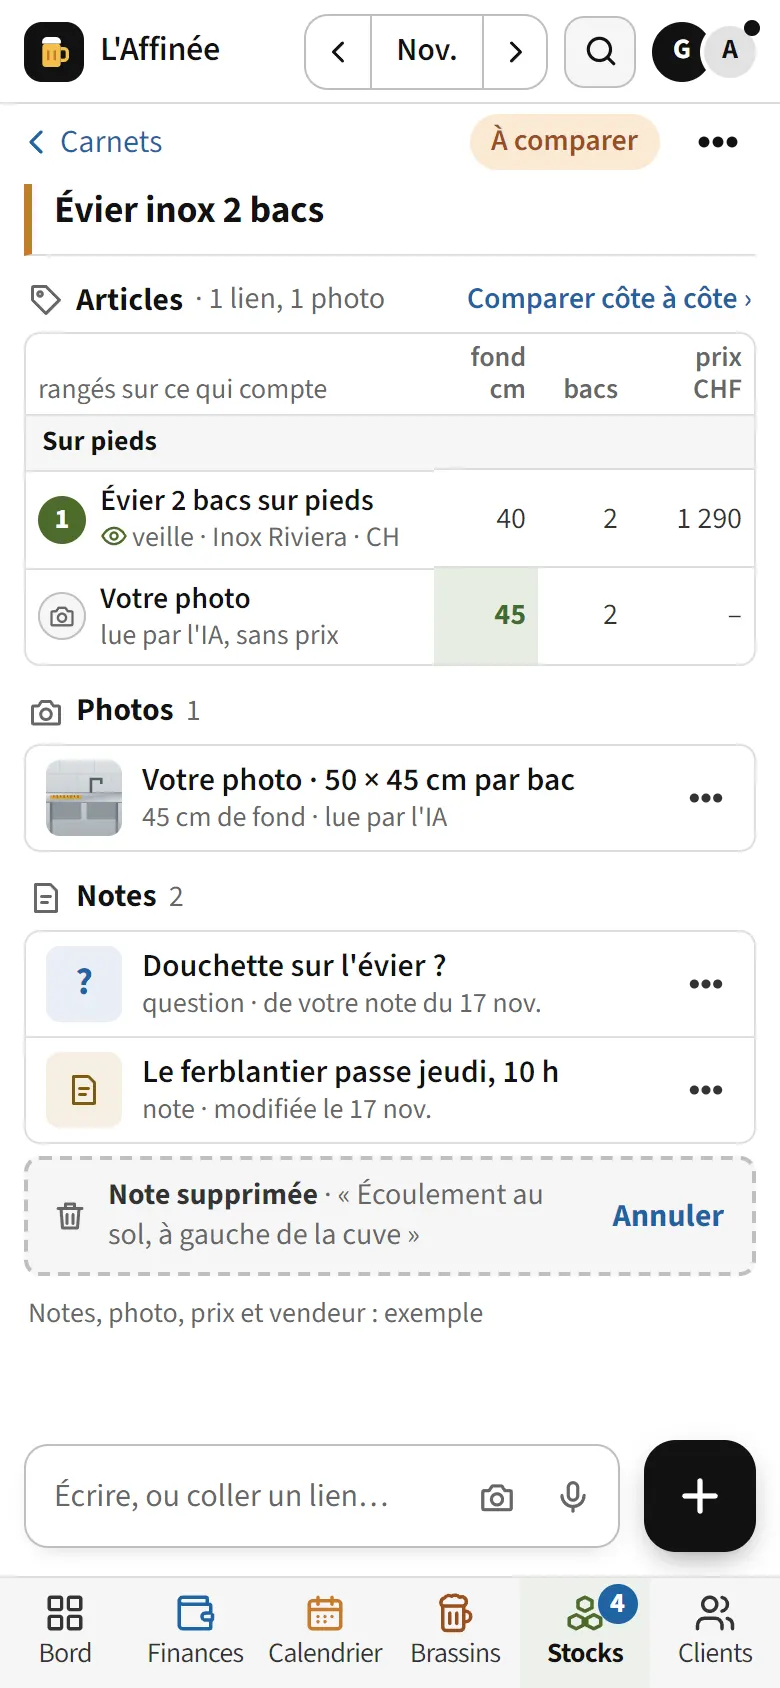 L'Affinée
Nov.
G
A
Carnets
À comparer
Évier inox 2 bacs
Articles · 1 lien, 1 photo
Comparer côte à côte ›
rangés sur ce qui compte
fond cm
bacs
prix CHF
Sur pieds
1
Évier 2 bacs sur pieds
veille · Inox Riviera · CH
40
2
1 290
Votre photo
lue par l'IA, sans prix
45
2
–
Photos 1
Votre photo · 50 × 45 cm par bac
45 cm de fond · lue par l'IA
Notes 2
?
Douchette sur l'évier ?
question · de votre note du 17 nov.
Le ferblantier passe jeudi, 10 h
note · modifiée le 17 nov.
Note supprimée · « Écoulement au
sol, à gauche de la cuve »
Annuler
Notes, photo, prix et vendeur : exemple
Écrire, ou coller un lien…
Bord
Finances
Calendrier
Brassins
4
Stocks
Clients